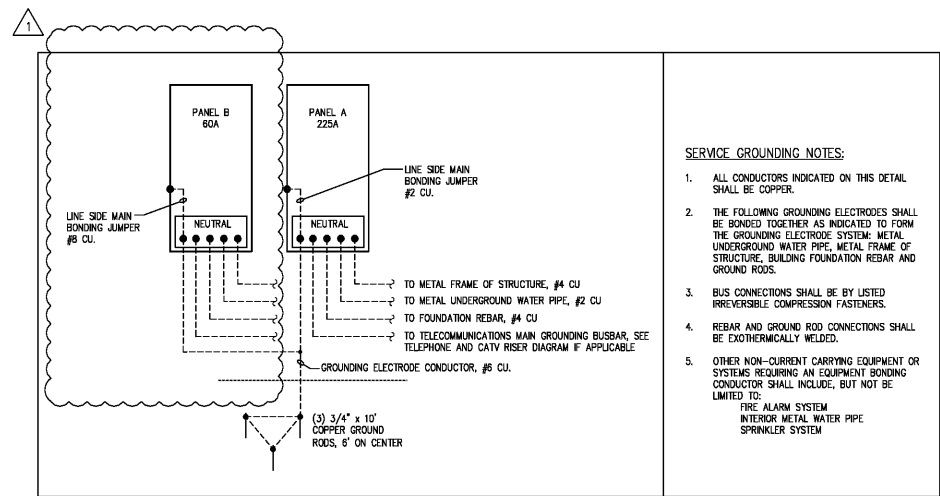 1
PANEL B
60A
PANEL A
225A
LINE SIDE MAIN
BONDING JUMPER
#2 CU.
LINE SIDE MAIN
BONDING JUMPER
#8 CU.
NEUTRAL
NEUTRAL
TO METAL FRAME OF STRUCTURE, #4 CU
TO METAL UNDERGROUND WATER PIPE, #2 CU
TO FOUNDATION REBAR, #4 CU
TO TELECOMMUNICATIONS MAIN GROUNDING BUSBAR, SEE
TELEPHONE AND CATV RISER DIAGRAM IF APPLICABLE
GROUNDING ELECTRODE CONDUCTOR, #6 CU.
(3) 3/4" x 10'
COPPER GROUND
RODS, 6' ON CENTER
SERVICE GROUNDING NOTES:
1. ALL CONDUCTORS INDICATED ON THIS DETAIL
SHALL BE COPPER.
2. THE FOLLOWING GROUNDING ELECTRODES SHALL
BE BONDED TOGETHER AS INDICATED TO FORM
THE GROUNDING ELECTRODE SYSTEM: METAL
UNDERGROUND WATER PIPE, METAL FRAME OF
STRUCTURE, BUILDING FOUNDATION REBAR AND
GROUND RODS.
3. BUS CONNECTIONS SHALL BE BY LISTED
IRREVERSIBLE COMPRESSION FASTENERS.
4. REBAR AND GROUND ROD CONNECTIONS SHALL
BE EXOTHERMICALLY WELDED.
5. OTHER NON-CURRENT CARRYING EQUIPMENT OR
SYSTEMS REQUIRING AN EQUIPMENT BONDING
CONDUCTOR SHALL INCLUDE, BUT NOT BE
LIMITED TO:
FIRE ALARM SYSTEM
INTERIOR METAL WATER PIPE
SPRINKLER SYSTEM